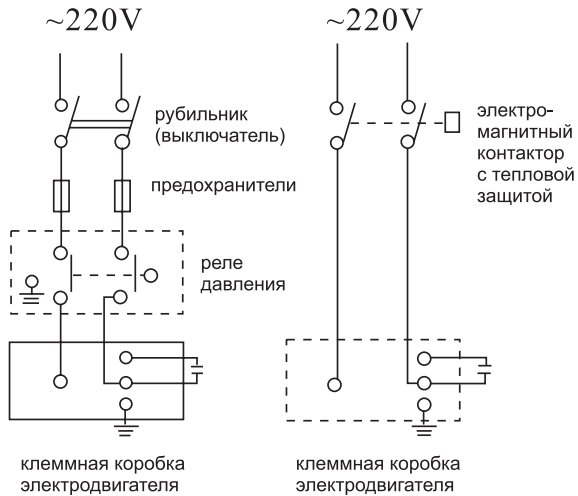 ~220V
рубильник
(выключатель)
предохранители
реле
давления
клеммная коробка
электродвигателя
~220V
электро-
магнитный
контактор
с тепловой
защитой
клеммная коробка
электродвигателя